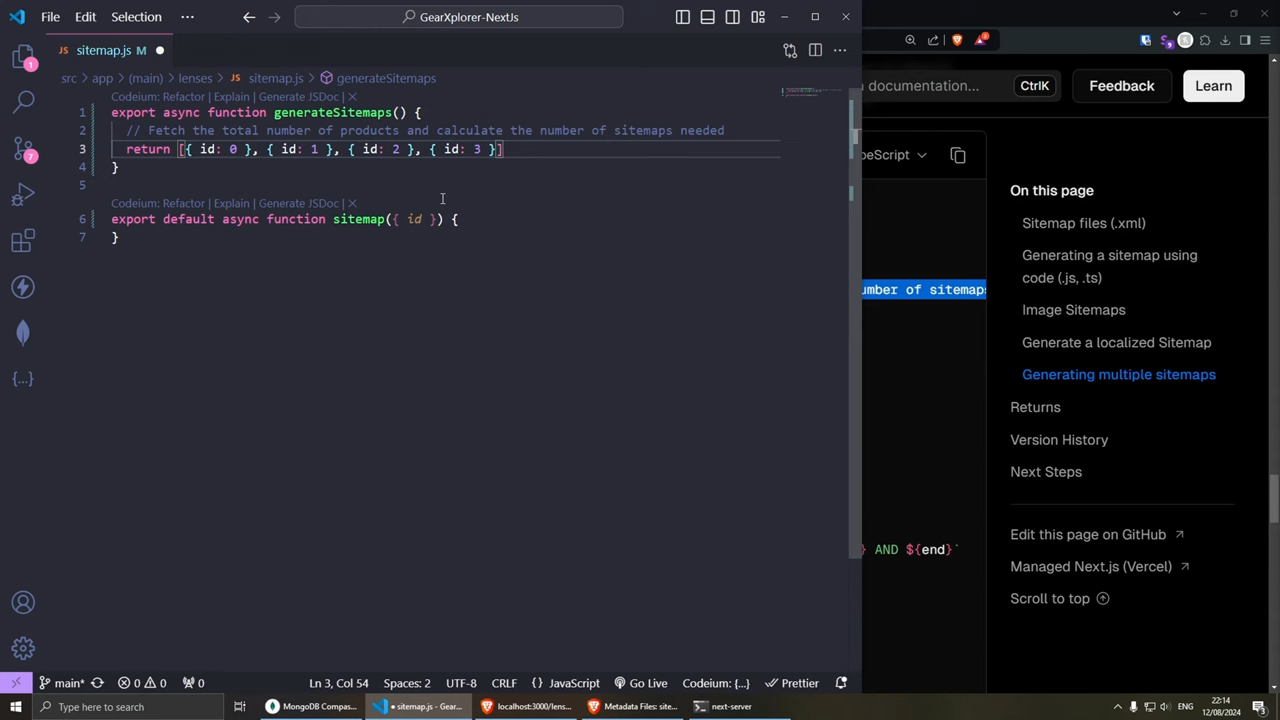 File Edit Selection ··· GearXplorer-NextJs
JS sitemap.js M
src > app > (main) > lenses > JS sitemap.js > generateSitemaps
Codeium: Refactor | Explain | Generate JSDoc | ×
1 export async function generateSitemaps() {
2 // Fetch the total number of products and calculate the number of sitemaps needed
3 return [{ id: 0 }, { id: 1 }, { id: 2 }, { id: 3 }]
4 }
5
Codeium: Refactor | Explain | Generate JSDoc | ×
6 export default async function sitemap({ id }) {
7 }
1
7
{...}
main* 0 0 0 Ln 3, Col 54 Spaces: 2 UTF-8 CRLF {} JavaScript Go Live Codeium: {...} Prettier
documentation... CtrlK Feedback Learn
peScript
umber of sitemaps
} AND ${end}`
On this page
Sitemap files (.xml)
Generating a sitemap using
code (.js, .ts)
Image Sitemaps
Generate a localized Sitemap
Generating multiple sitemaps
Returns
Version History
Next Steps
Edit this page on GitHub
Managed Next.js (Vercel)
Scroll to top
Type here to search
MongoDB Compas...
• sitemap.js - Gear...
localhost:3000/lens...
Metadata Files: site...
next-server
22:14
12/08/2024